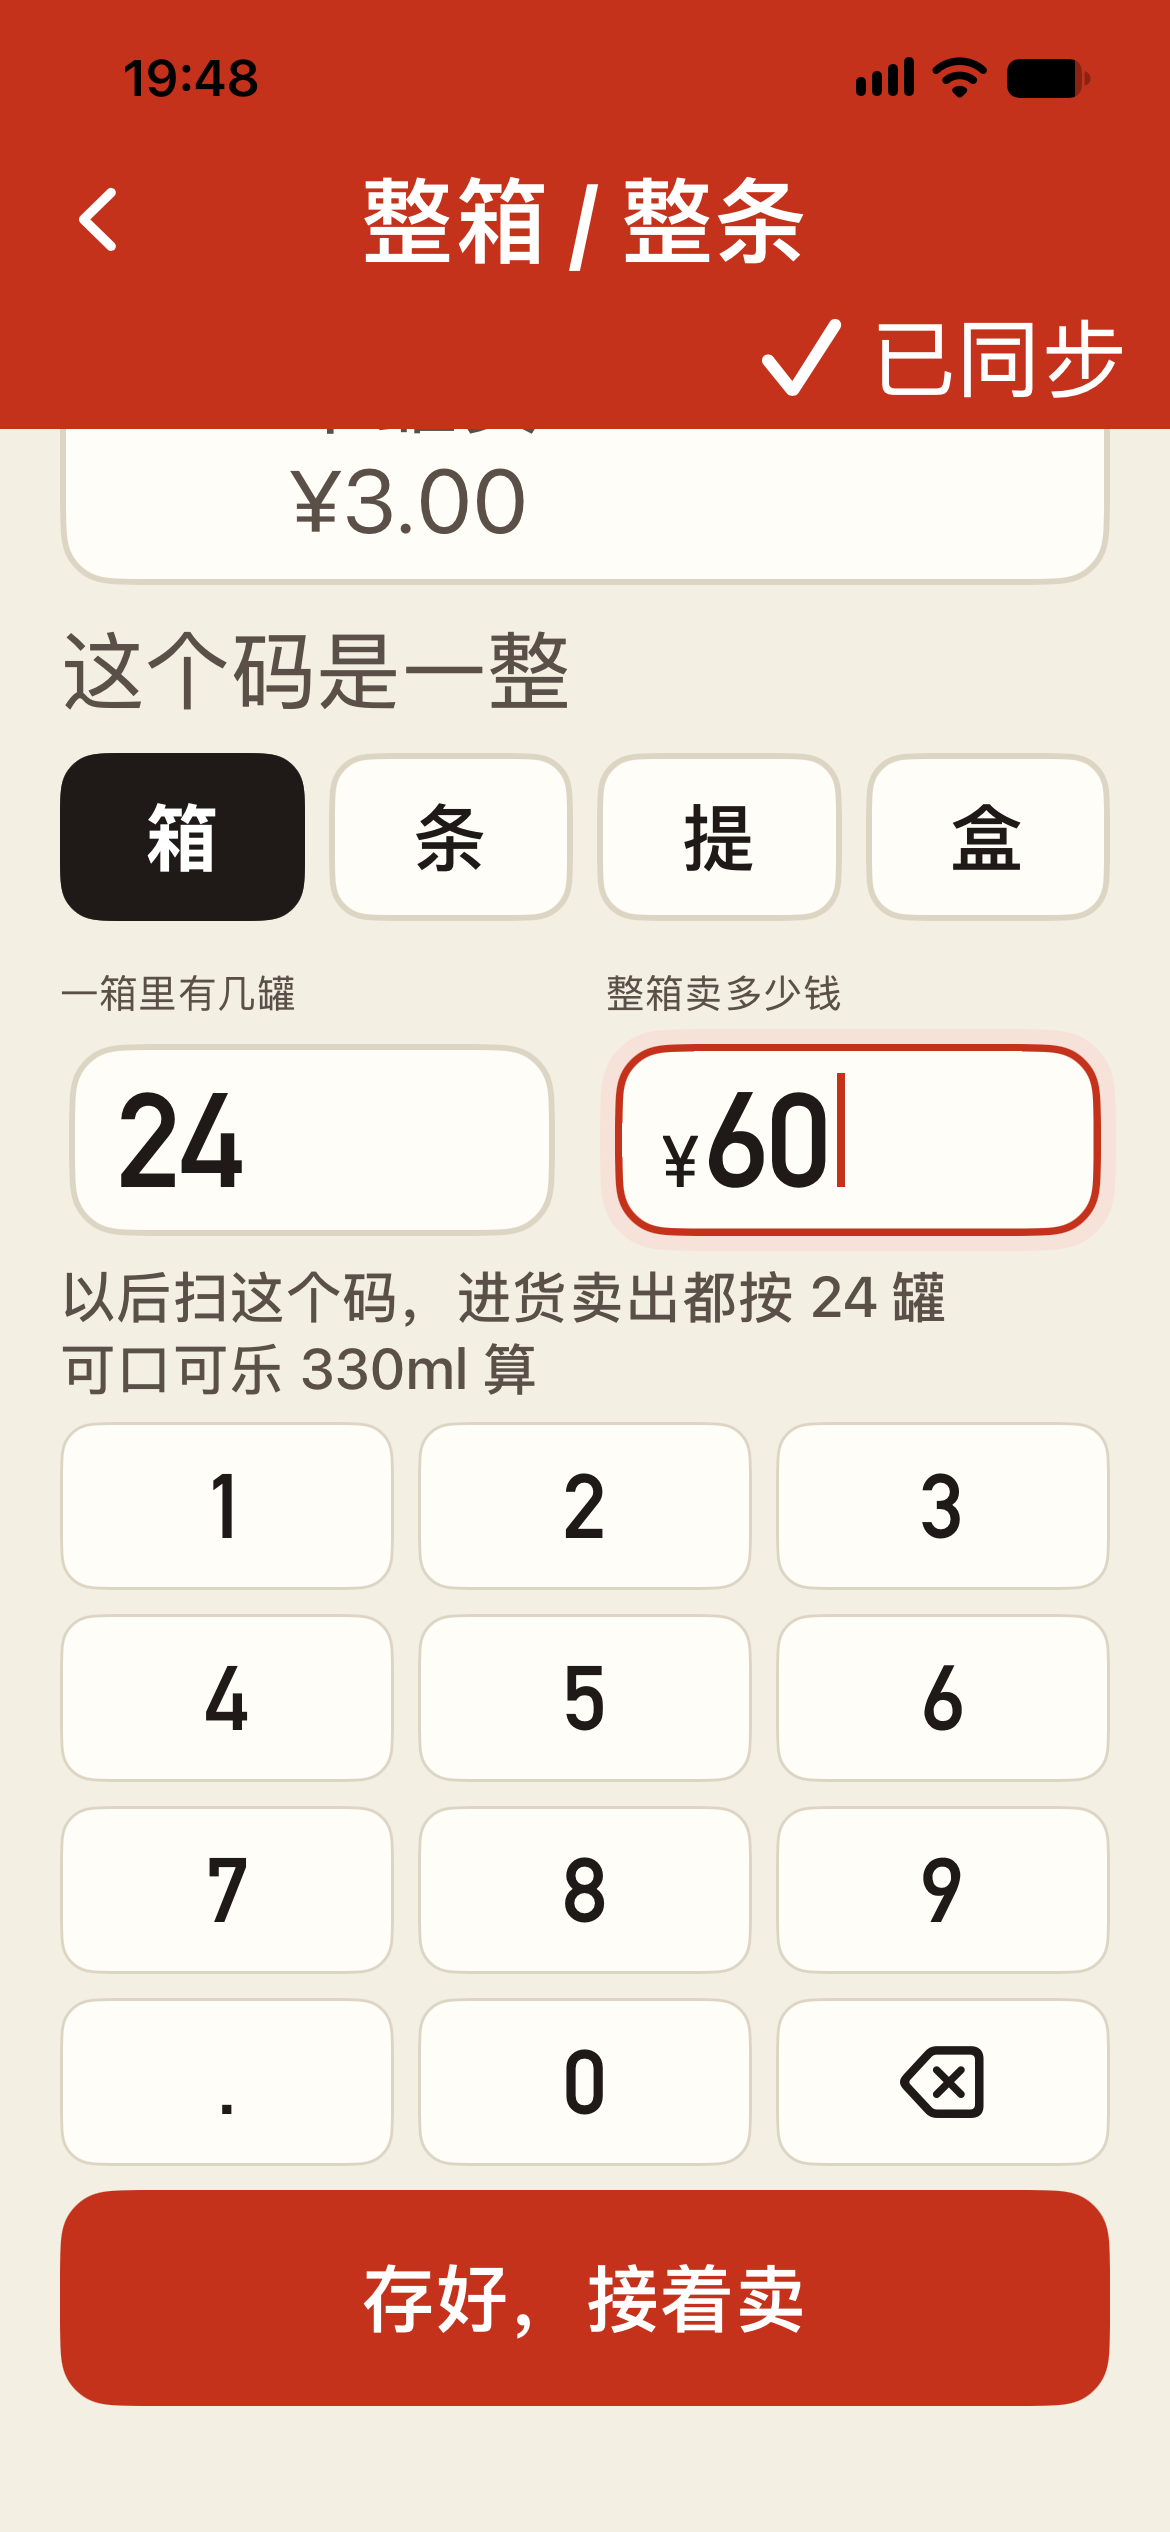 19:48
整箱 / 整条
已同步
¥3.00
这个码是一整
箱 条 提 盒
一箱里有几罐 整箱卖多少钱
24 ¥60
以后扫这个码，进货卖出都按 24 罐
可口可乐 330ml 算
1 2 3
4 5 6
7 8 9
. 0
存好，接着卖